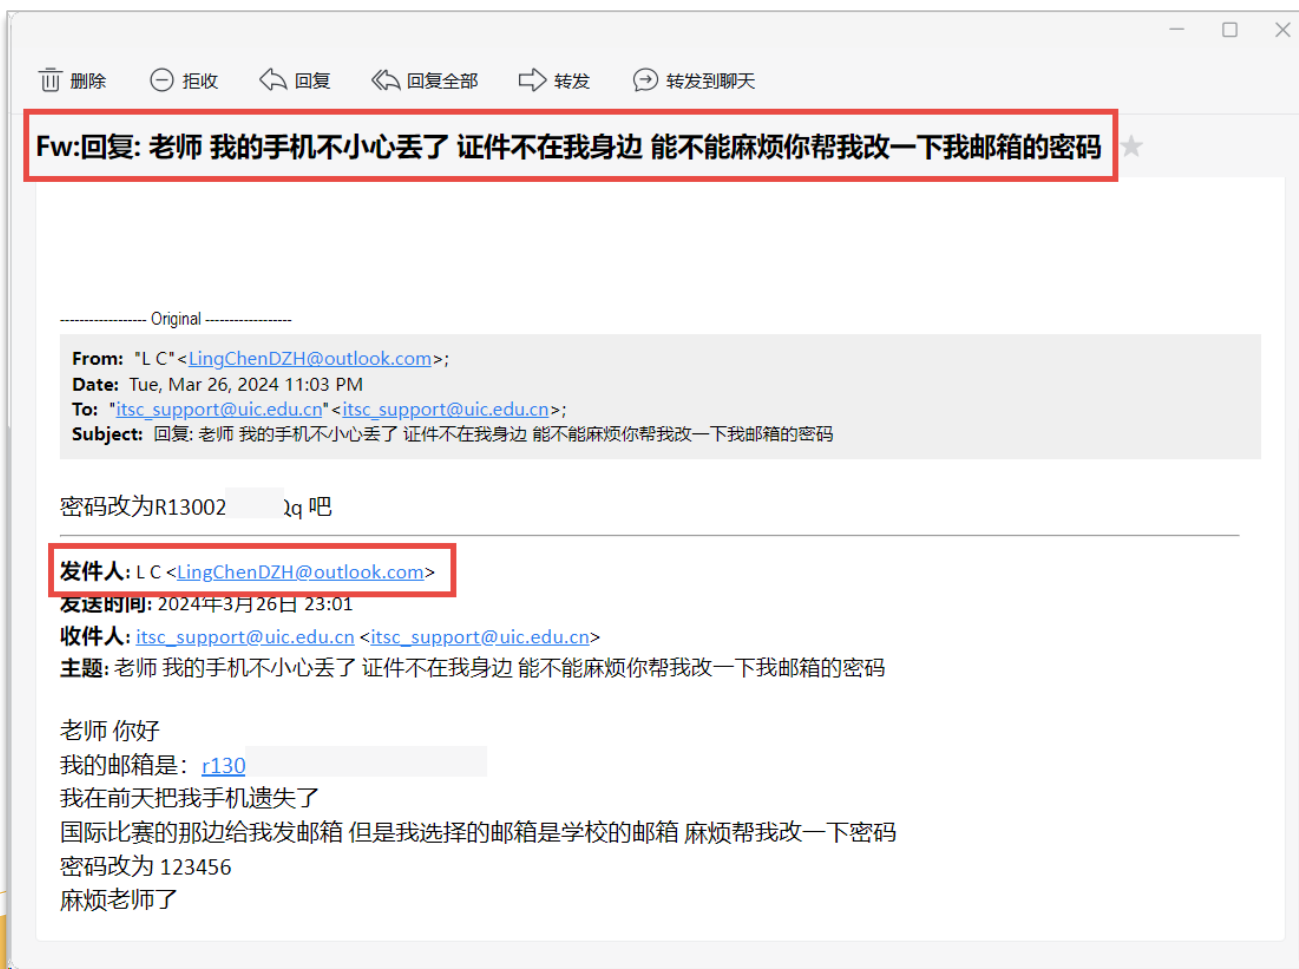 删除 拒收 回复 回复全部 转发 转发到聊天
Fw:回复: 老师 我的手机不小心丢了 证件不在我身边 能不能麻烦你帮我改一下我邮箱的密码
------------------ Original ------------------
From: "L C"<LingChenDZH@outlook.com>;
Date: Tue, Mar 26, 2024 11:03 PM
To: "itsc_support@uic.edu.cn"<itsc_support@uic.edu.cn>;
Subject: 回复: 老师 我的手机不小心丢了 证件不在我身边 能不能麻烦你帮我改一下我邮箱的密码
密码改为R13002 q 吧
发件人: L C <LingChenDZH@outlook.com>
发送时间: 2024年3月26日 23:01
收件人: itsc_support@uic.edu.cn <itsc_support@uic.edu.cn>
主题: 老师 我的手机不小心丢了 证件不在我身边 能不能麻烦你帮我改一下我邮箱的密码
老师 你好
我的邮箱是：r130
我在前天把我手机遗失了
国际比赛的那边给我发邮箱 但是我选择的邮箱是学校的邮箱 麻烦帮我改一下密码
密码改为 123456
麻烦老师了